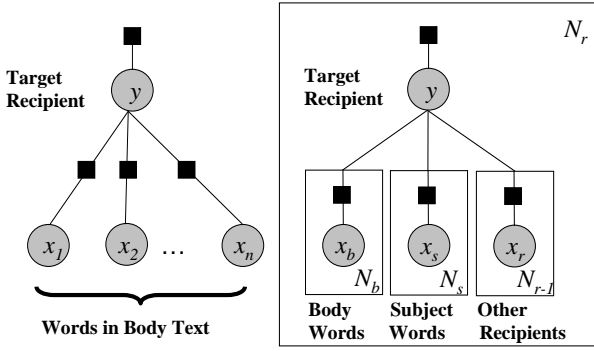 Target
Recipient
y
x1
x2
...
xn
Words in Body Text
Nr
Target
Recipient
y
xb
xs
xr
Nb
Ns
Nr-1
Body
Words
Subject
Words
Other
Recipients